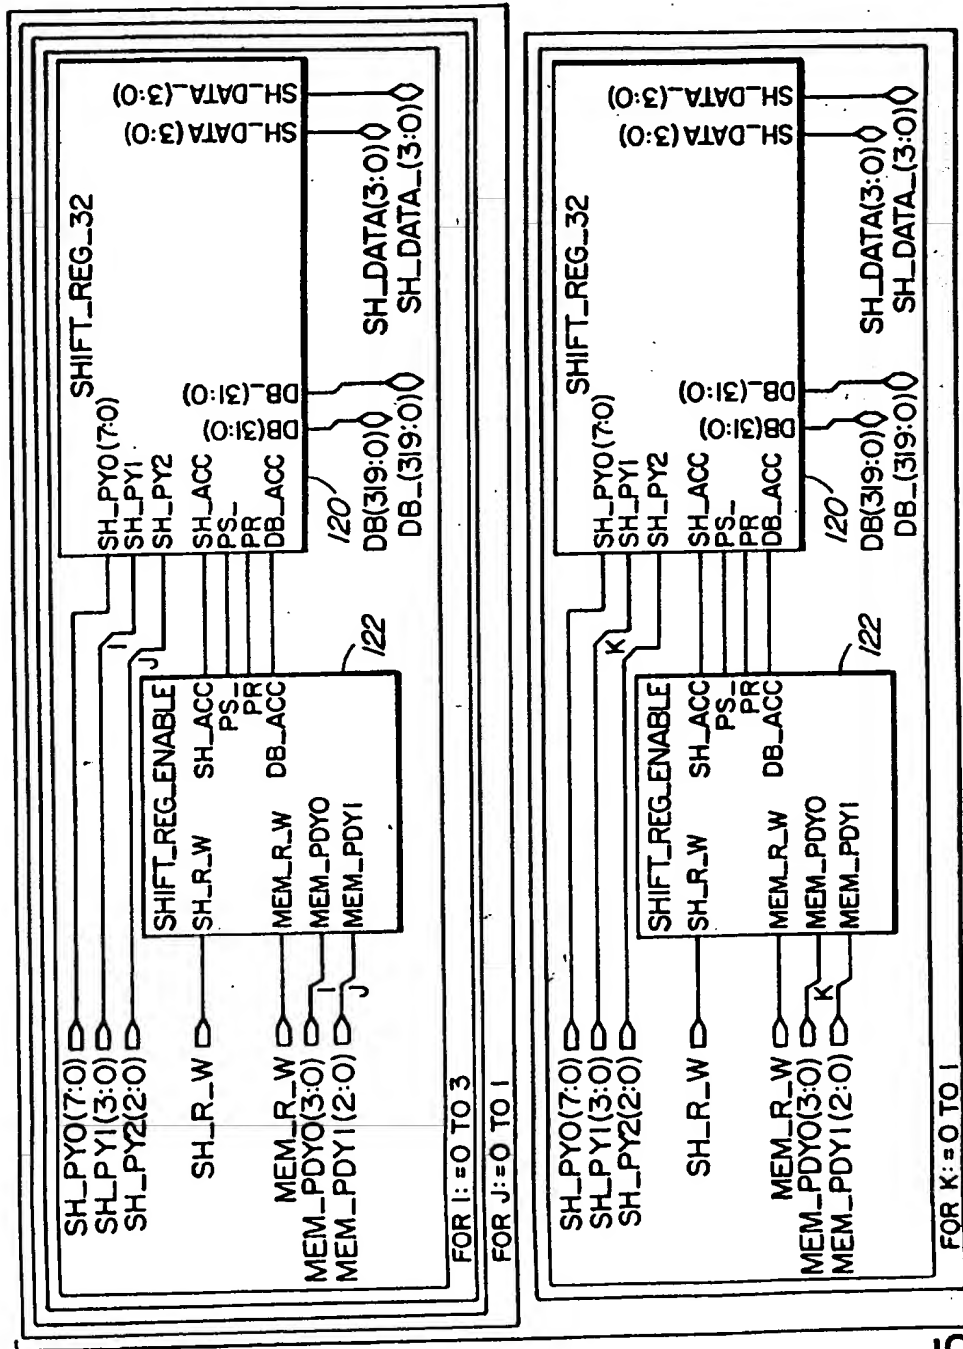 SH_PY0(7:0)
SH_PY1(3:0)
SH_PY2(2:0)
SH_R_W
MEM_R_W
MEM_PDY0(3:0)
MEM_PDY1(2:0)
I
J
I
J
SHIFT_REG_ENABLE
SH_R_W
MEM_R_W
MEM_PDY0
MEM_PDY1
SH_ACC
PS_
PR
DB_ACC
122
SHIFT_REG_32
SH_PY0(7:0)
SH_PY1
SH_PY2
SH_ACC
PS_
PR
DB_ACC
DB(31:0)
DB_(31:0)
SH_DATA(3:0)
SH_DATA_(3:0)
120
DB(319:0)
DB_(319:0)
SH_DATA(3:0)
SH_DATA_(3:0)
FOR I:=0 TO 3
FOR J:=0 TO 1
SH_PY0(7:0)
SH_PY1(3:0)
SH_PY2(2:0)
SH_R_W
MEM_R_W
MEM_PDY0(3:0)
MEM_PDY1(2:0)
K
K
SHIFT_REG_ENABLE
SH_R_W
MEM_R_W
MEM_PDY0
MEM_PDY1
SH_ACC
PS_
PR
DB_ACC
122
SHIFT_REG_32
SH_PY0(7:0)
SH_PY1
SH_PY2
SH_ACC
PS_
PR
DB_ACC
DB(31:0)
DB_(31:0)
SH_DATA(3:0)
SH_DATA_(3:0)
120
DB(319:0)
DB_(319:0)
SH_DATA(3:0)
SH_DATA_(3:0)
FOR K:=0 TO 1